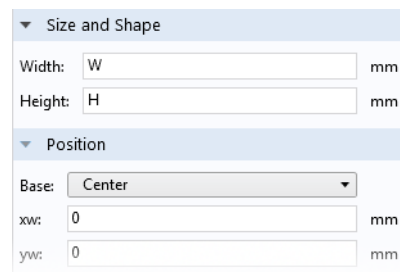 Size and Shape
Width: W mm
Height: H mm
Position
Base: Center
xw: 0 mm
yw: 0 mm